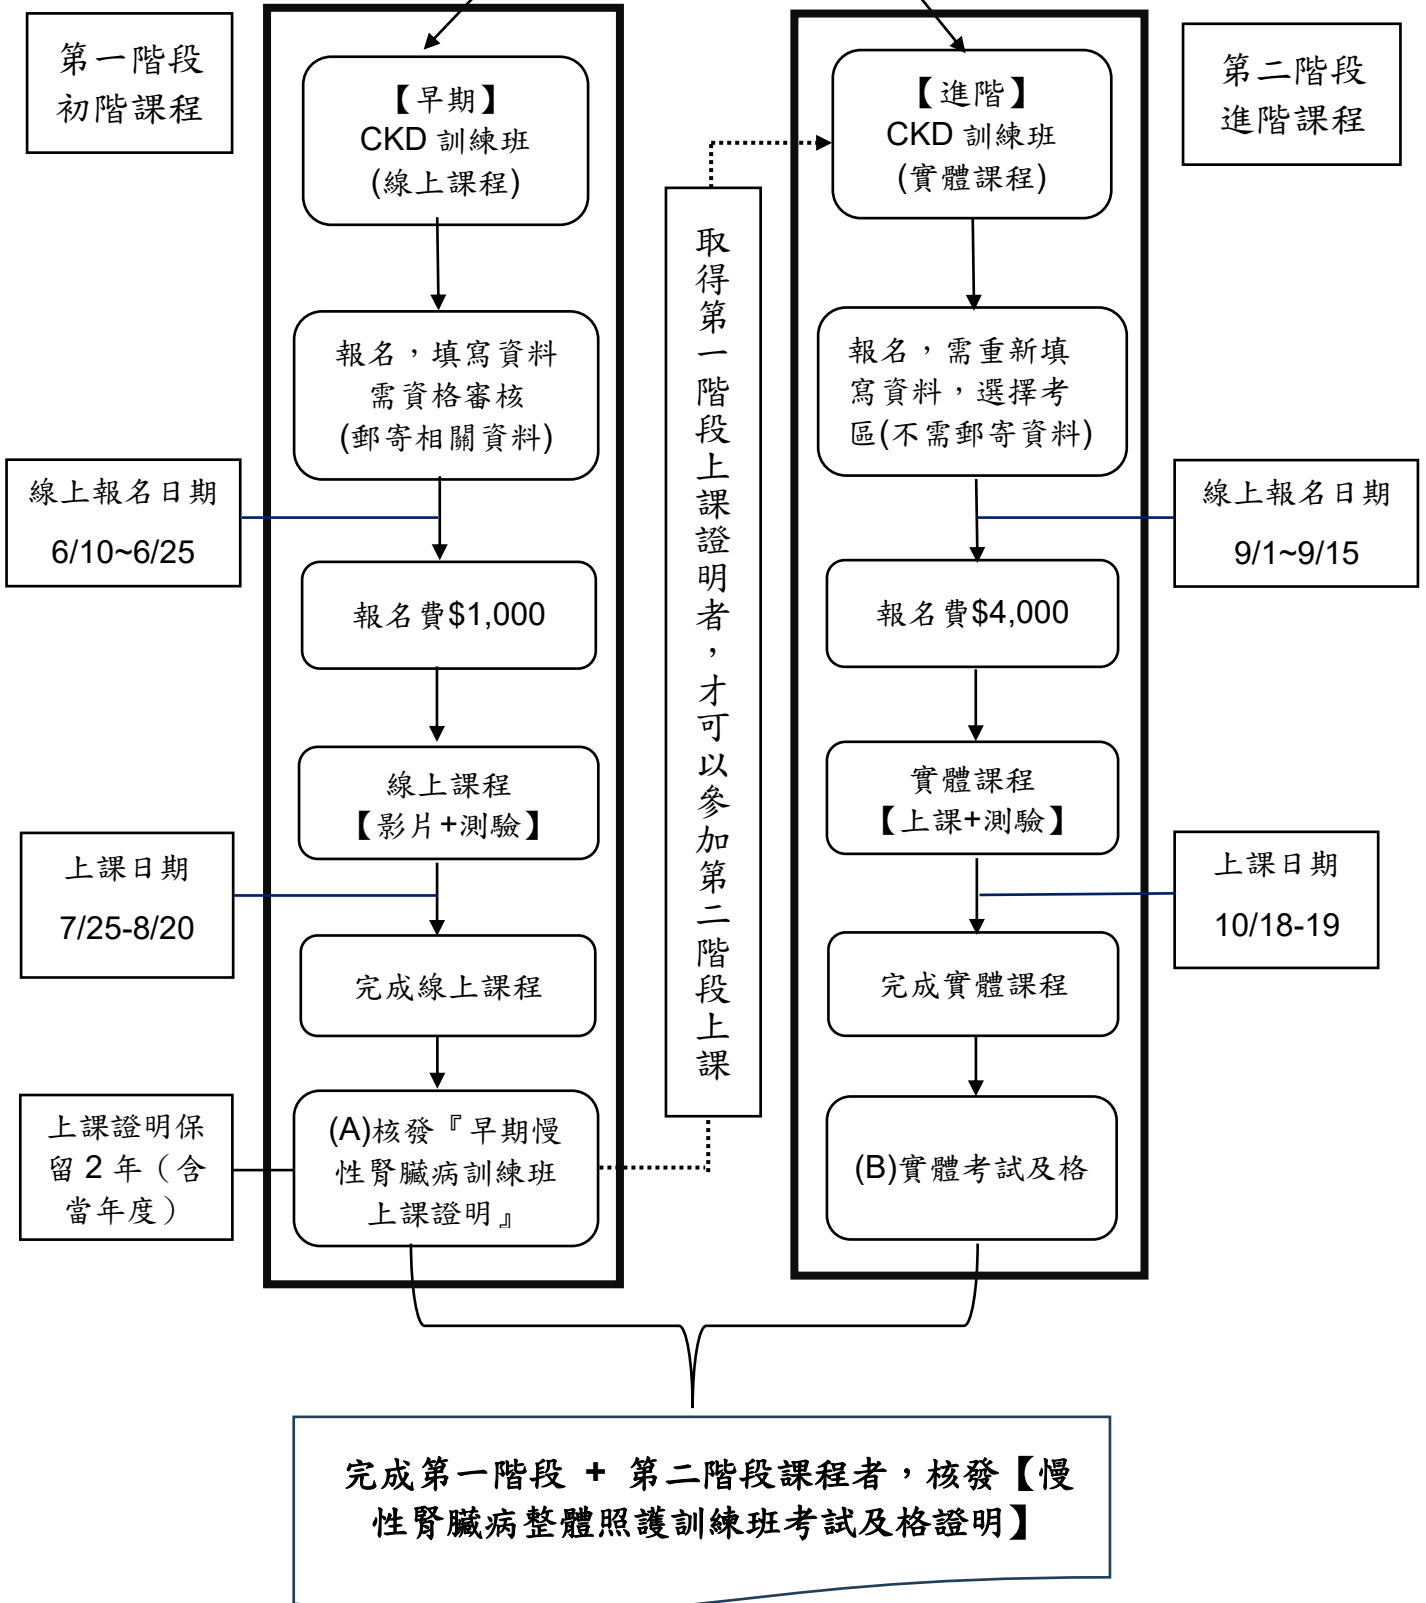 第一階段
初階課程
【早期】
CKD 訓練班
(線上課程)
報名，填寫資料
需資格審核
(郵寄相關資料)
線上報名日期
6/10~6/25
報名費$1,000
線上課程
【影片+測驗】
上課日期
7/25-8/20
完成線上課程
(A)核發『早期慢
性腎臟病訓練班
上課證明』
上課證明保
留 2 年（含
當年度）
取得第一階段上課證明者，才可以參加第二階段上課
第二階段
進階課程
【進階】
CKD 訓練班
(實體課程)
報名，需重新填
寫資料，選擇考
區(不需郵寄資料)
線上報名日期
9/1~9/15
報名費$4,000
實體課程
【上課+測驗】
上課日期
10/18-19
完成實體課程
(B)實體考試及格
完成第一階段 + 第二階段課程者，核發【慢
性腎臟病整體照護訓練班考試及格證明】